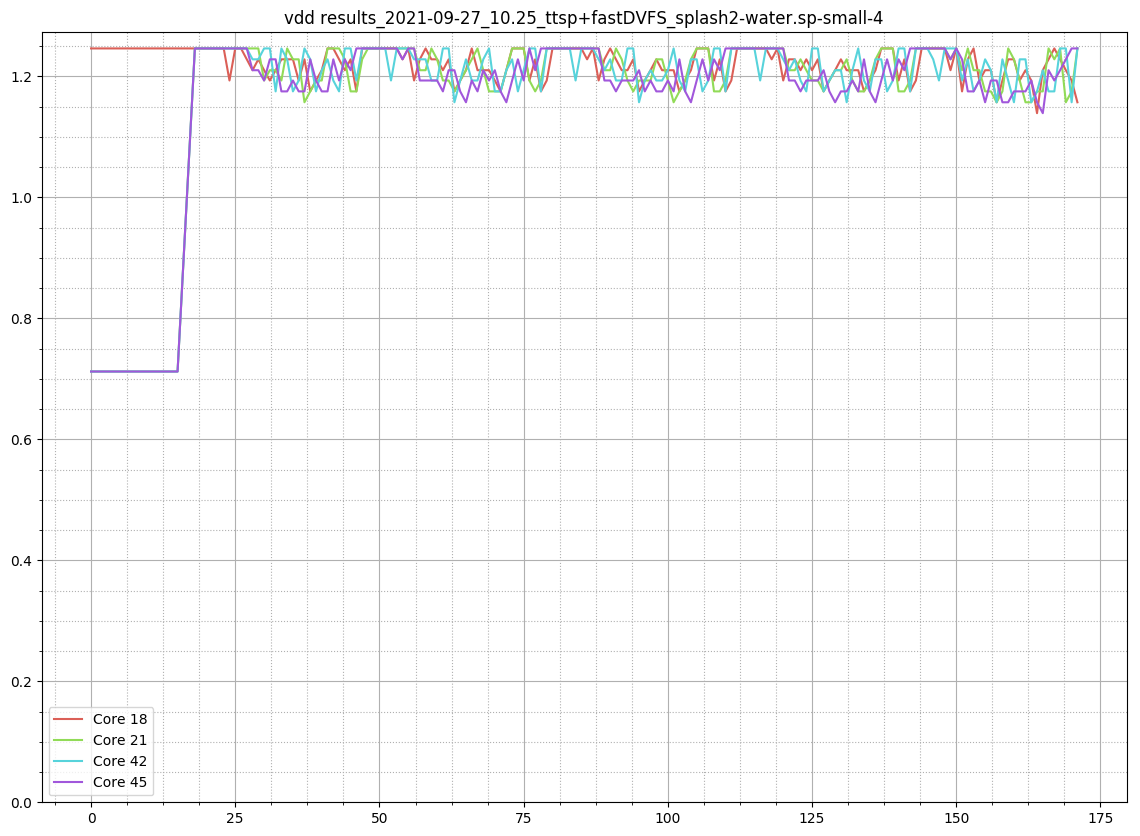 vdd results_2021-09-27_10.25_ttsp+fastDVFS_splash2-water.sp-small-4
1.2
1.0
0.8
0.6
0.4
0.2
0.0
Core 18
Core 21
Core 42
Core 45
0 25 50 75 100 125 150 175